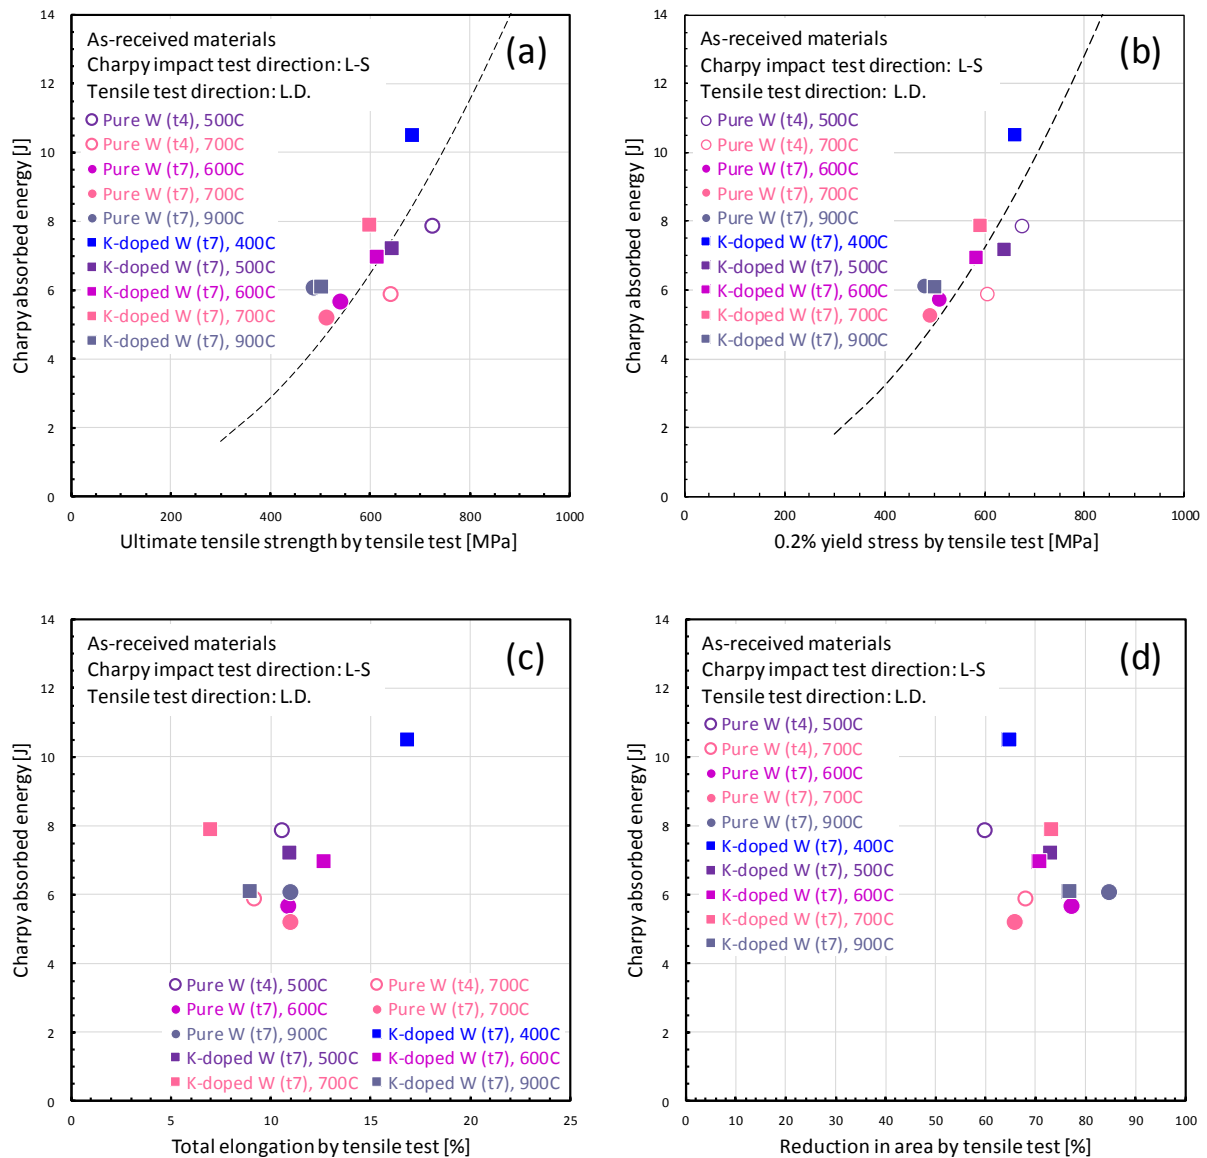 14
12
10
8
6
4
2
0
Charpy absorbed energy [J]
As-received materials
Charpy impact test direction: L-S
Tensile test direction: L.D.
(a)
Pure W (t4), 500C
Pure W (t4), 700C
Pure W (t7), 600C
Pure W (t7), 700C
Pure W (t7), 900C
K-doped W (t7), 400C
K-doped W (t7), 500C
K-doped W (t7), 600C
K-doped W (t7), 700C
K-doped W (t7), 900C
0 200 400 600 800 1000
Ultimate tensile strength by tensile test [MPa]
14
12
10
8
6
4
2
0
Charpy absorbed energy [J]
As-received materials
Charpy impact test direction: L-S
Tensile test direction: L.D.
(b)
Pure W (t4), 500C
Pure W (t4), 700C
Pure W (t7), 600C
Pure W (t7), 700C
Pure W (t7), 900C
K-doped W (t7), 400C
K-doped W (t7), 500C
K-doped W (t7), 600C
K-doped W (t7), 700C
K-doped W (t7), 900C
0 200 400 600 800 1000
0.2% yield stress by tensile test [MPa]
14
12
10
8
6
4
2
0
Charpy absorbed energy [J]
As-received materials
Charpy impact test direction: L-S
Tensile test direction: L.D.
(c)
Pure W (t4), 500C Pure W (t4), 700C
Pure W (t7), 600C Pure W (t7), 700C
Pure W (t7), 900C K-doped W (t7), 400C
K-doped W (t7), 500C K-doped W (t7), 600C
K-doped W (t7), 700C K-doped W (t7), 900C
0 5 10 15 20 25
Total elongation by tensile test [%]
14
12
10
8
6
4
2
0
Charpy absorbed energy [J]
As-received materials
Charpy impact test direction: L-S
Tensile test direction: L.D.
(d)
Pure W (t4), 500C
Pure W (t4), 700C
Pure W (t7), 600C
Pure W (t7), 700C
Pure W (t7), 900C
K-doped W (t7), 400C
K-doped W (t7), 500C
K-doped W (t7), 600C
K-doped W (t7), 700C
K-doped W (t7), 900C
0 10 20 30 40 50 60 70 80 90 100
Reduction in area by tensile test [%]